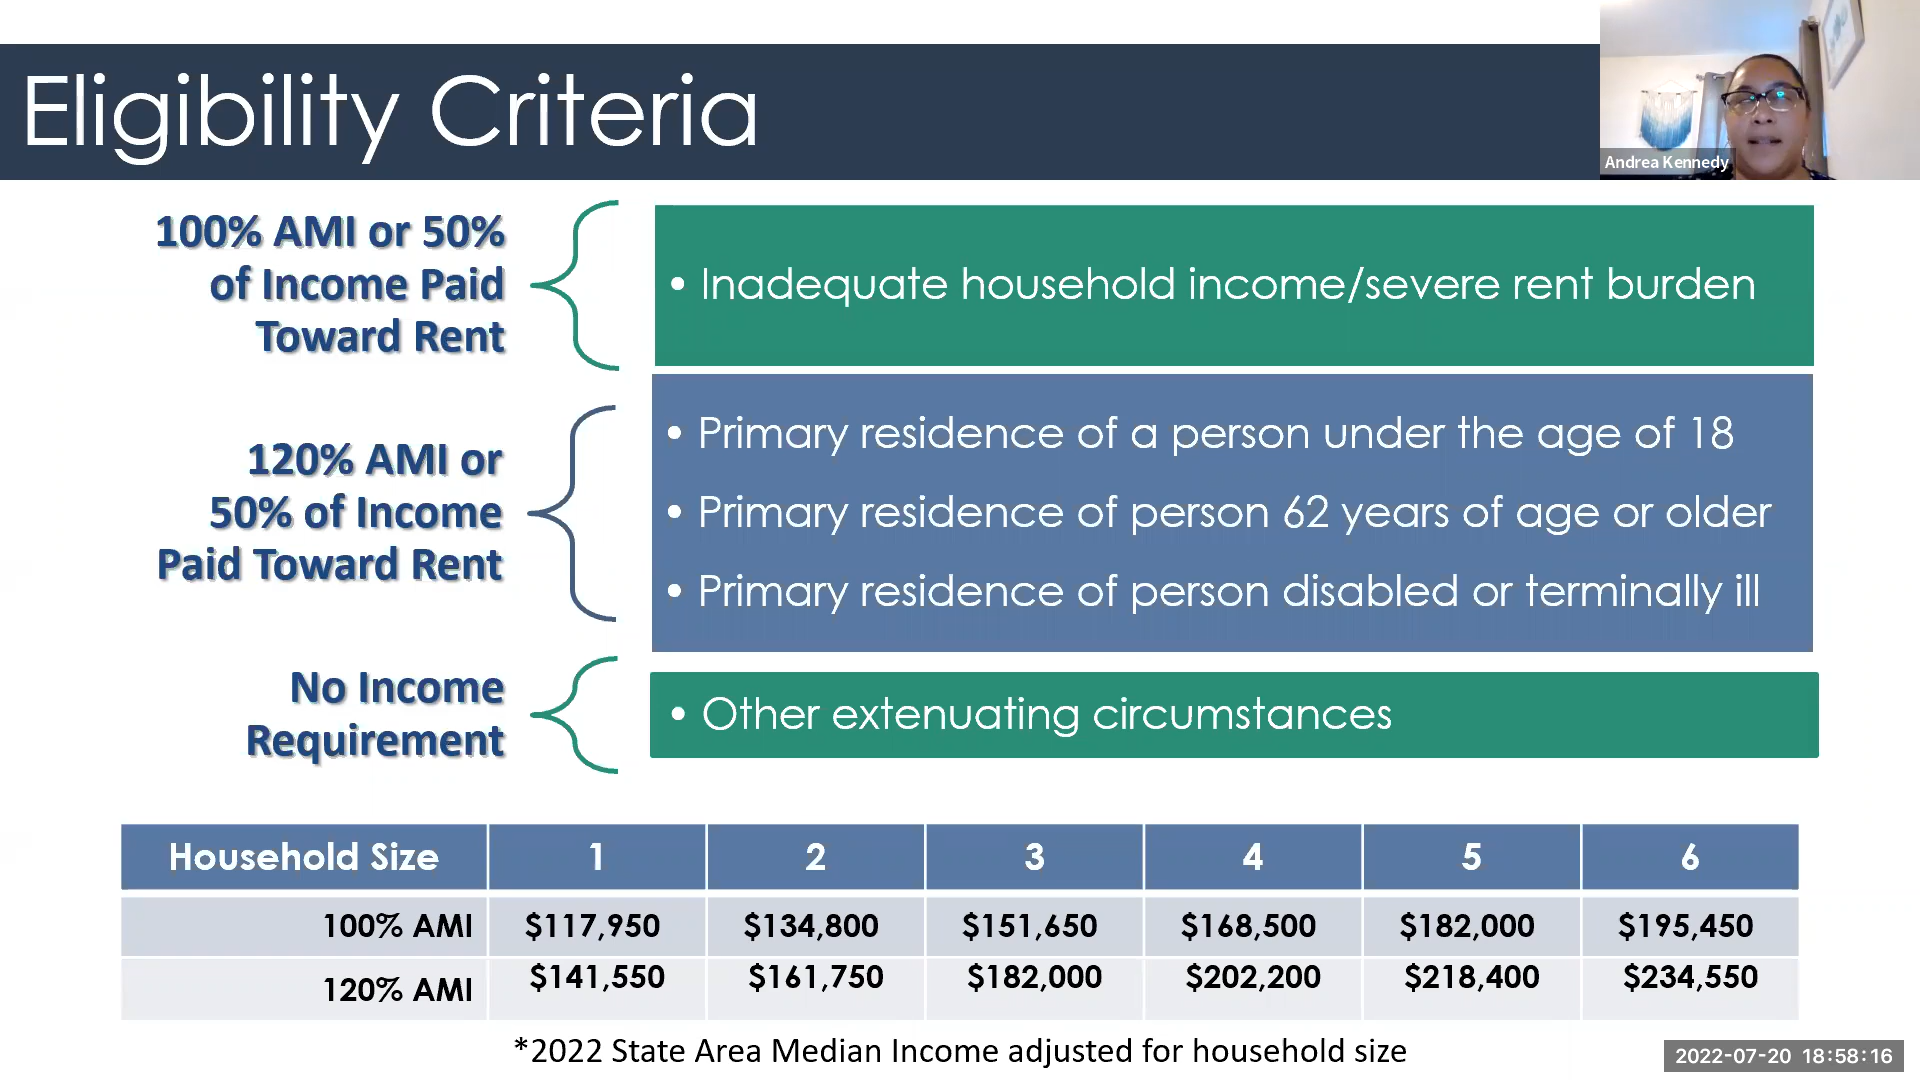 Eligibility Criteria
Andrea Kennedy
100% AMI or 50%
of Income Paid
Toward Rent
• Inadequate household income/severe rent burden
120% AMI or
50% of Income
Paid Toward Rent
• Primary residence of a person under the age of 18
• Primary residence of person 62 years of age or older
• Primary residence of person disabled or terminally ill
No Income
Requirement
• Other extenuating circumstances
Household Size 1 2 3 4 5 6
100% AMI $117,950 $134,800 $151,650 $168,500 $182,000 $195,450
120% AMI $141,550 $161,750 $182,000 $202,200 $218,400 $234,550
*2022 State Area Median Income adjusted for household size
2022-07-20 18:58:16